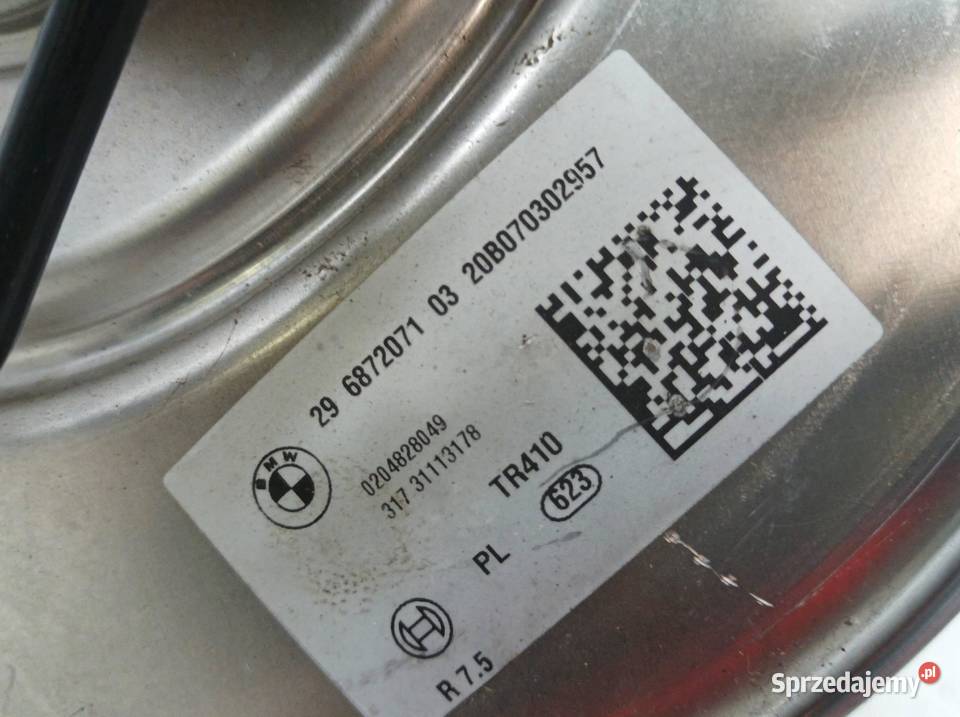 29 6872071 03 20B070302957
BMW
0204828049
317 31113178
TR410
623
PL
R 7.5
Sprzedajemy.pl